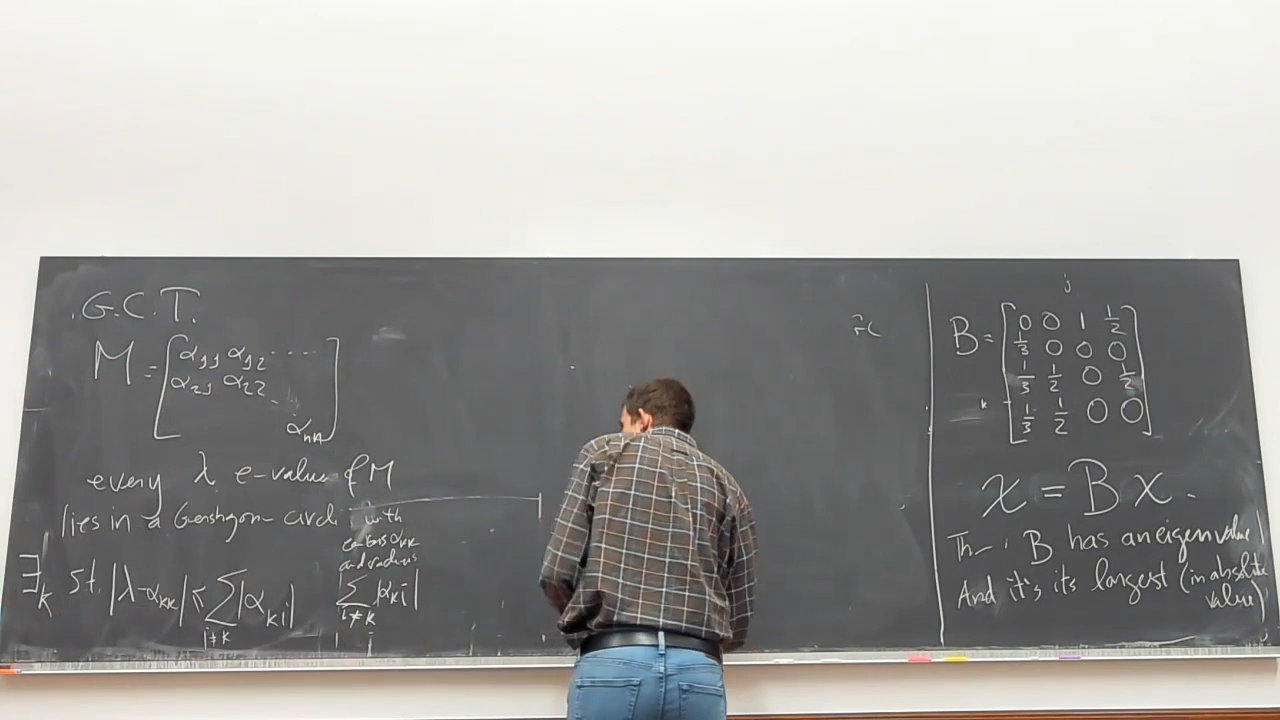 G.C.T.
M = [α11 α12 ....
α21 α22 ..
αnn]
every λ e-value of M
lies in a Gershgorin circle with
center αkk
and radius
∑ i≠k |αki|
∃k st. |λ-αkk| ≤ ∑ i≠k |αki|
j
B = [0 0 1 1/2
1/3 0 0 0
k 1/3 1/2 0 1/2
1/3 1/2 0 0]
x = Bx.
Th: B has an eigenvalue 1
And it's its largest (in absolute
value)